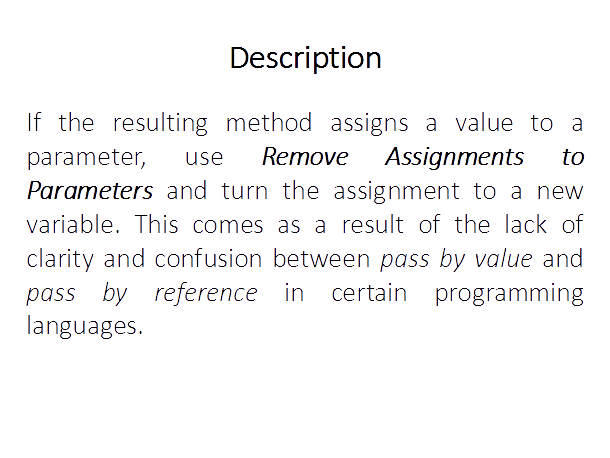 Description
If the resulting method assigns a value to a
parameter, use Remove Assignments to
Parameters and turn the assignment to a new
variable. This comes as a result of the lack of
clarity and confusion between pass by value and
pass by reference in certain programming
languages.